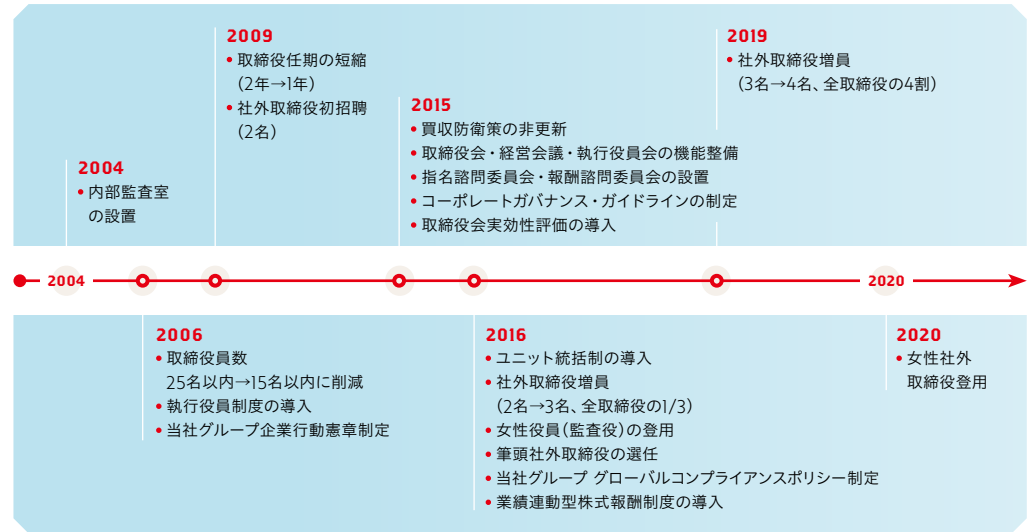 2009
• 取締役任期の短縮
(2年→1年)
• 社外取締役初招聘
(2名)
2019
• 社外取締役増員
(3名→4名、全取締役の4割)
2015
• 買収防衛策の非更新
• 取締役会・経営会議・執行役員会の機能整備
• 指名諮問委員会・報酬諮問委員会の設置
• コーポレートガバナンス・ガイドラインの制定
• 取締役会実効性評価の導入
2004
• 内部監査室
の設置
2004
2020
2006
• 取締役員数
25名以内→15名以内に削減
• 執行役員制度の導入
• 当社グループ企業行動憲章制定
2016
• ユニット統括制の導入
• 社外取締役増員
(2名→3名、全取締役の1/3)
• 女性役員(監査役)の登用
• 筆頭社外取締役の選任
• 当社グループ グローバルコンプライアンスポリシー制定
• 業績連動型株式報酬制度の導入
2020
• 女性社外
取締役登用